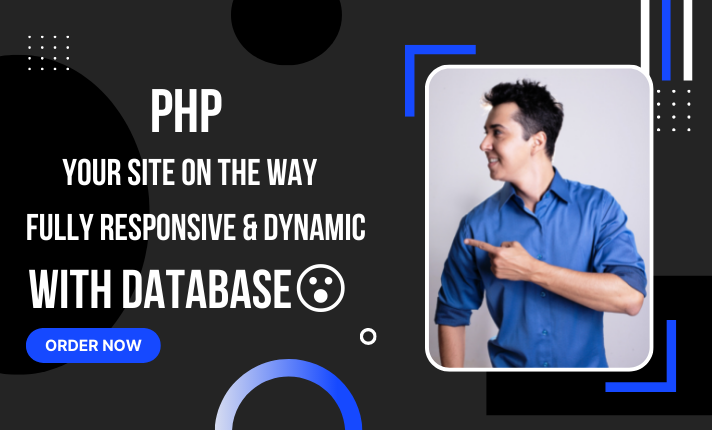 PHP
YOUR SITE ON THE WAY
FULLY RESPONSIVE & DYNAMIC
WITH DATABASE😮
ORDER NOW